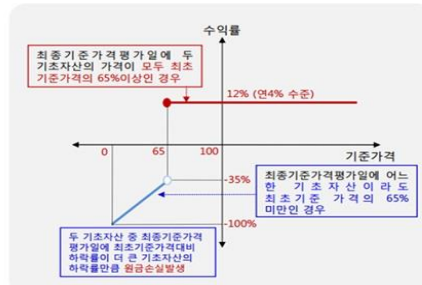 수익률
최종기준가격평가일에 두
기초자산의 가격이 모두 최초
기준가격의 65%이상인 경우
12% (연4% 수준)
0
65
100
기준가격
-35%
최종기준가격평가일에 어느
한 기초자산이라도
최초기준 가격의 65%
미만인 경우
-100%
두 기초자산 중 최종기준가격
평가일에 최초기준가격대비
하락률이 더 큰 기초자산의
하락률만큼 원금손실발생